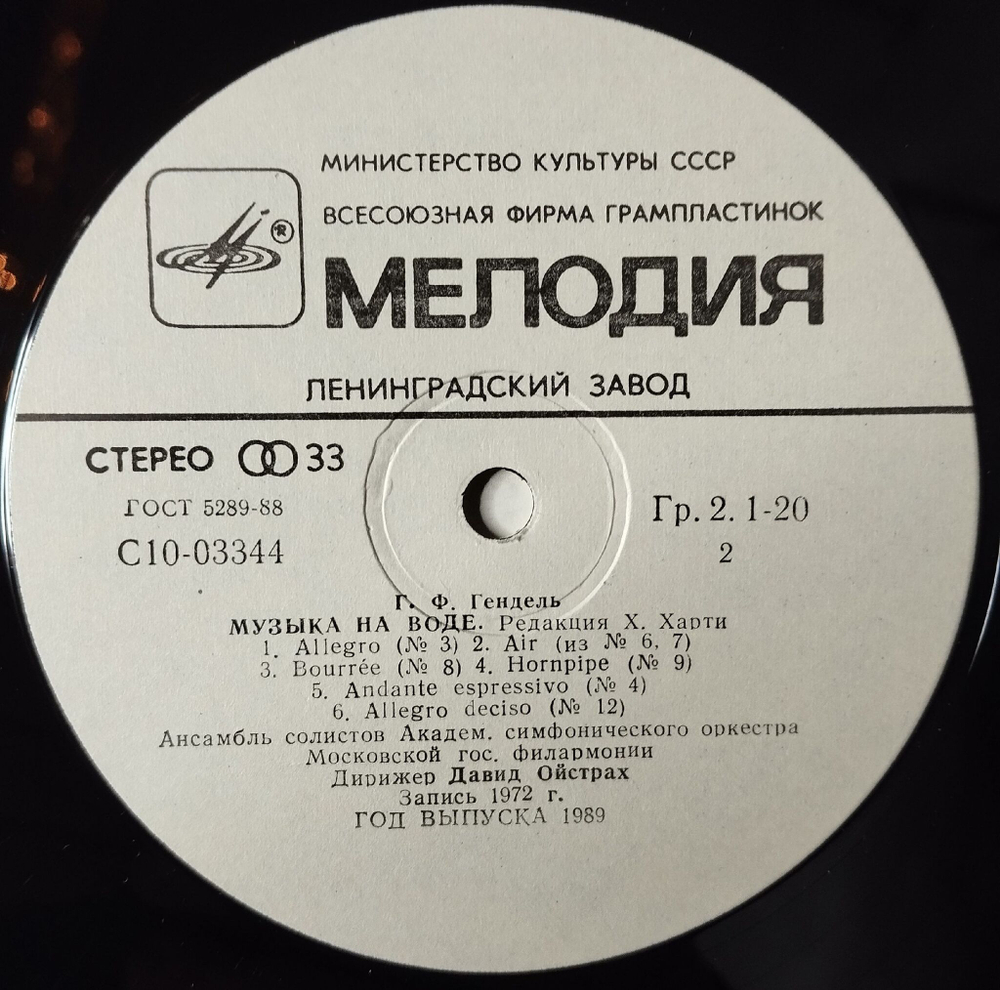 МИНИСТЕРСТВО КУЛЬТУРЫ СССР
ВСЕСОЮЗНАЯ ФИРМА ГРАМПЛАСТИНОК
®
МЕЛОДИЯ
ЛЕНИНГРАДСКИЙ ЗАВОД
СТЕРЕО 33
ГОСТ 5289-88
Гр. 2. 1-20
С10-03344
2
Г. Ф. Гендель
МУЗЫКА НА ВОДЕ. Редакция Х. Харти
1. Allegro (№ 3) 2. Air (из № 6, 7)
3. Bourrée (№ 8) 4. Hornpipe (№ 9)
5. Andante espressivo (№ 4)
6. Allegro deciso (№ 12)
Ансамбль солистов Академ. симфонического оркестра
Московской гос. филармонии
Дирижер Давид Ойстрах
Запись 1972 г.
ГОД ВЫПУСКА 1989